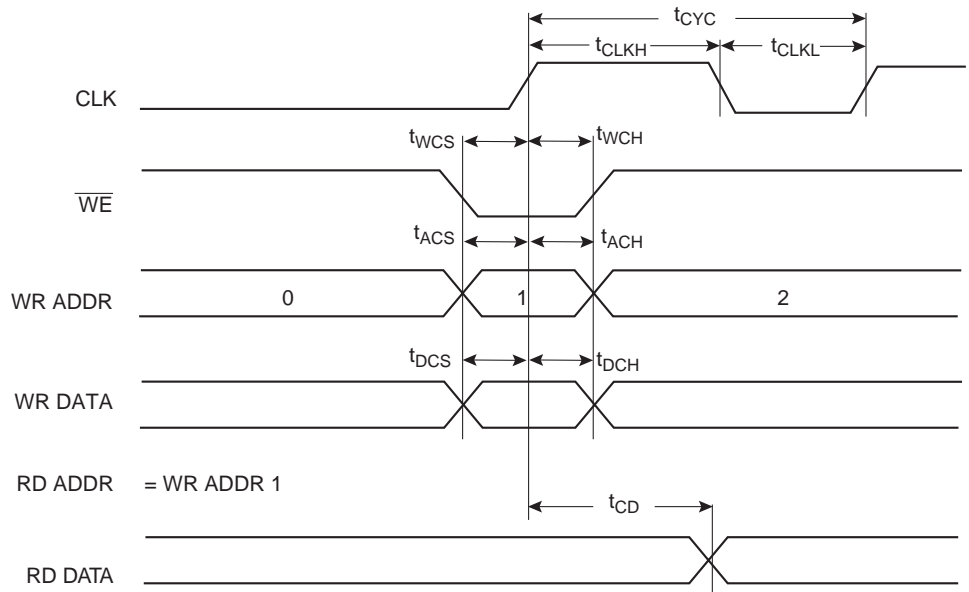 tCYC
tCLKH tCLKL
CLK
tWCS tWCH
WE
tACS tACH
WR ADDR 0 1 2
tDCS tDCH
WR DATA
RD ADDR = WR ADDR 1
tCD
RD DATA